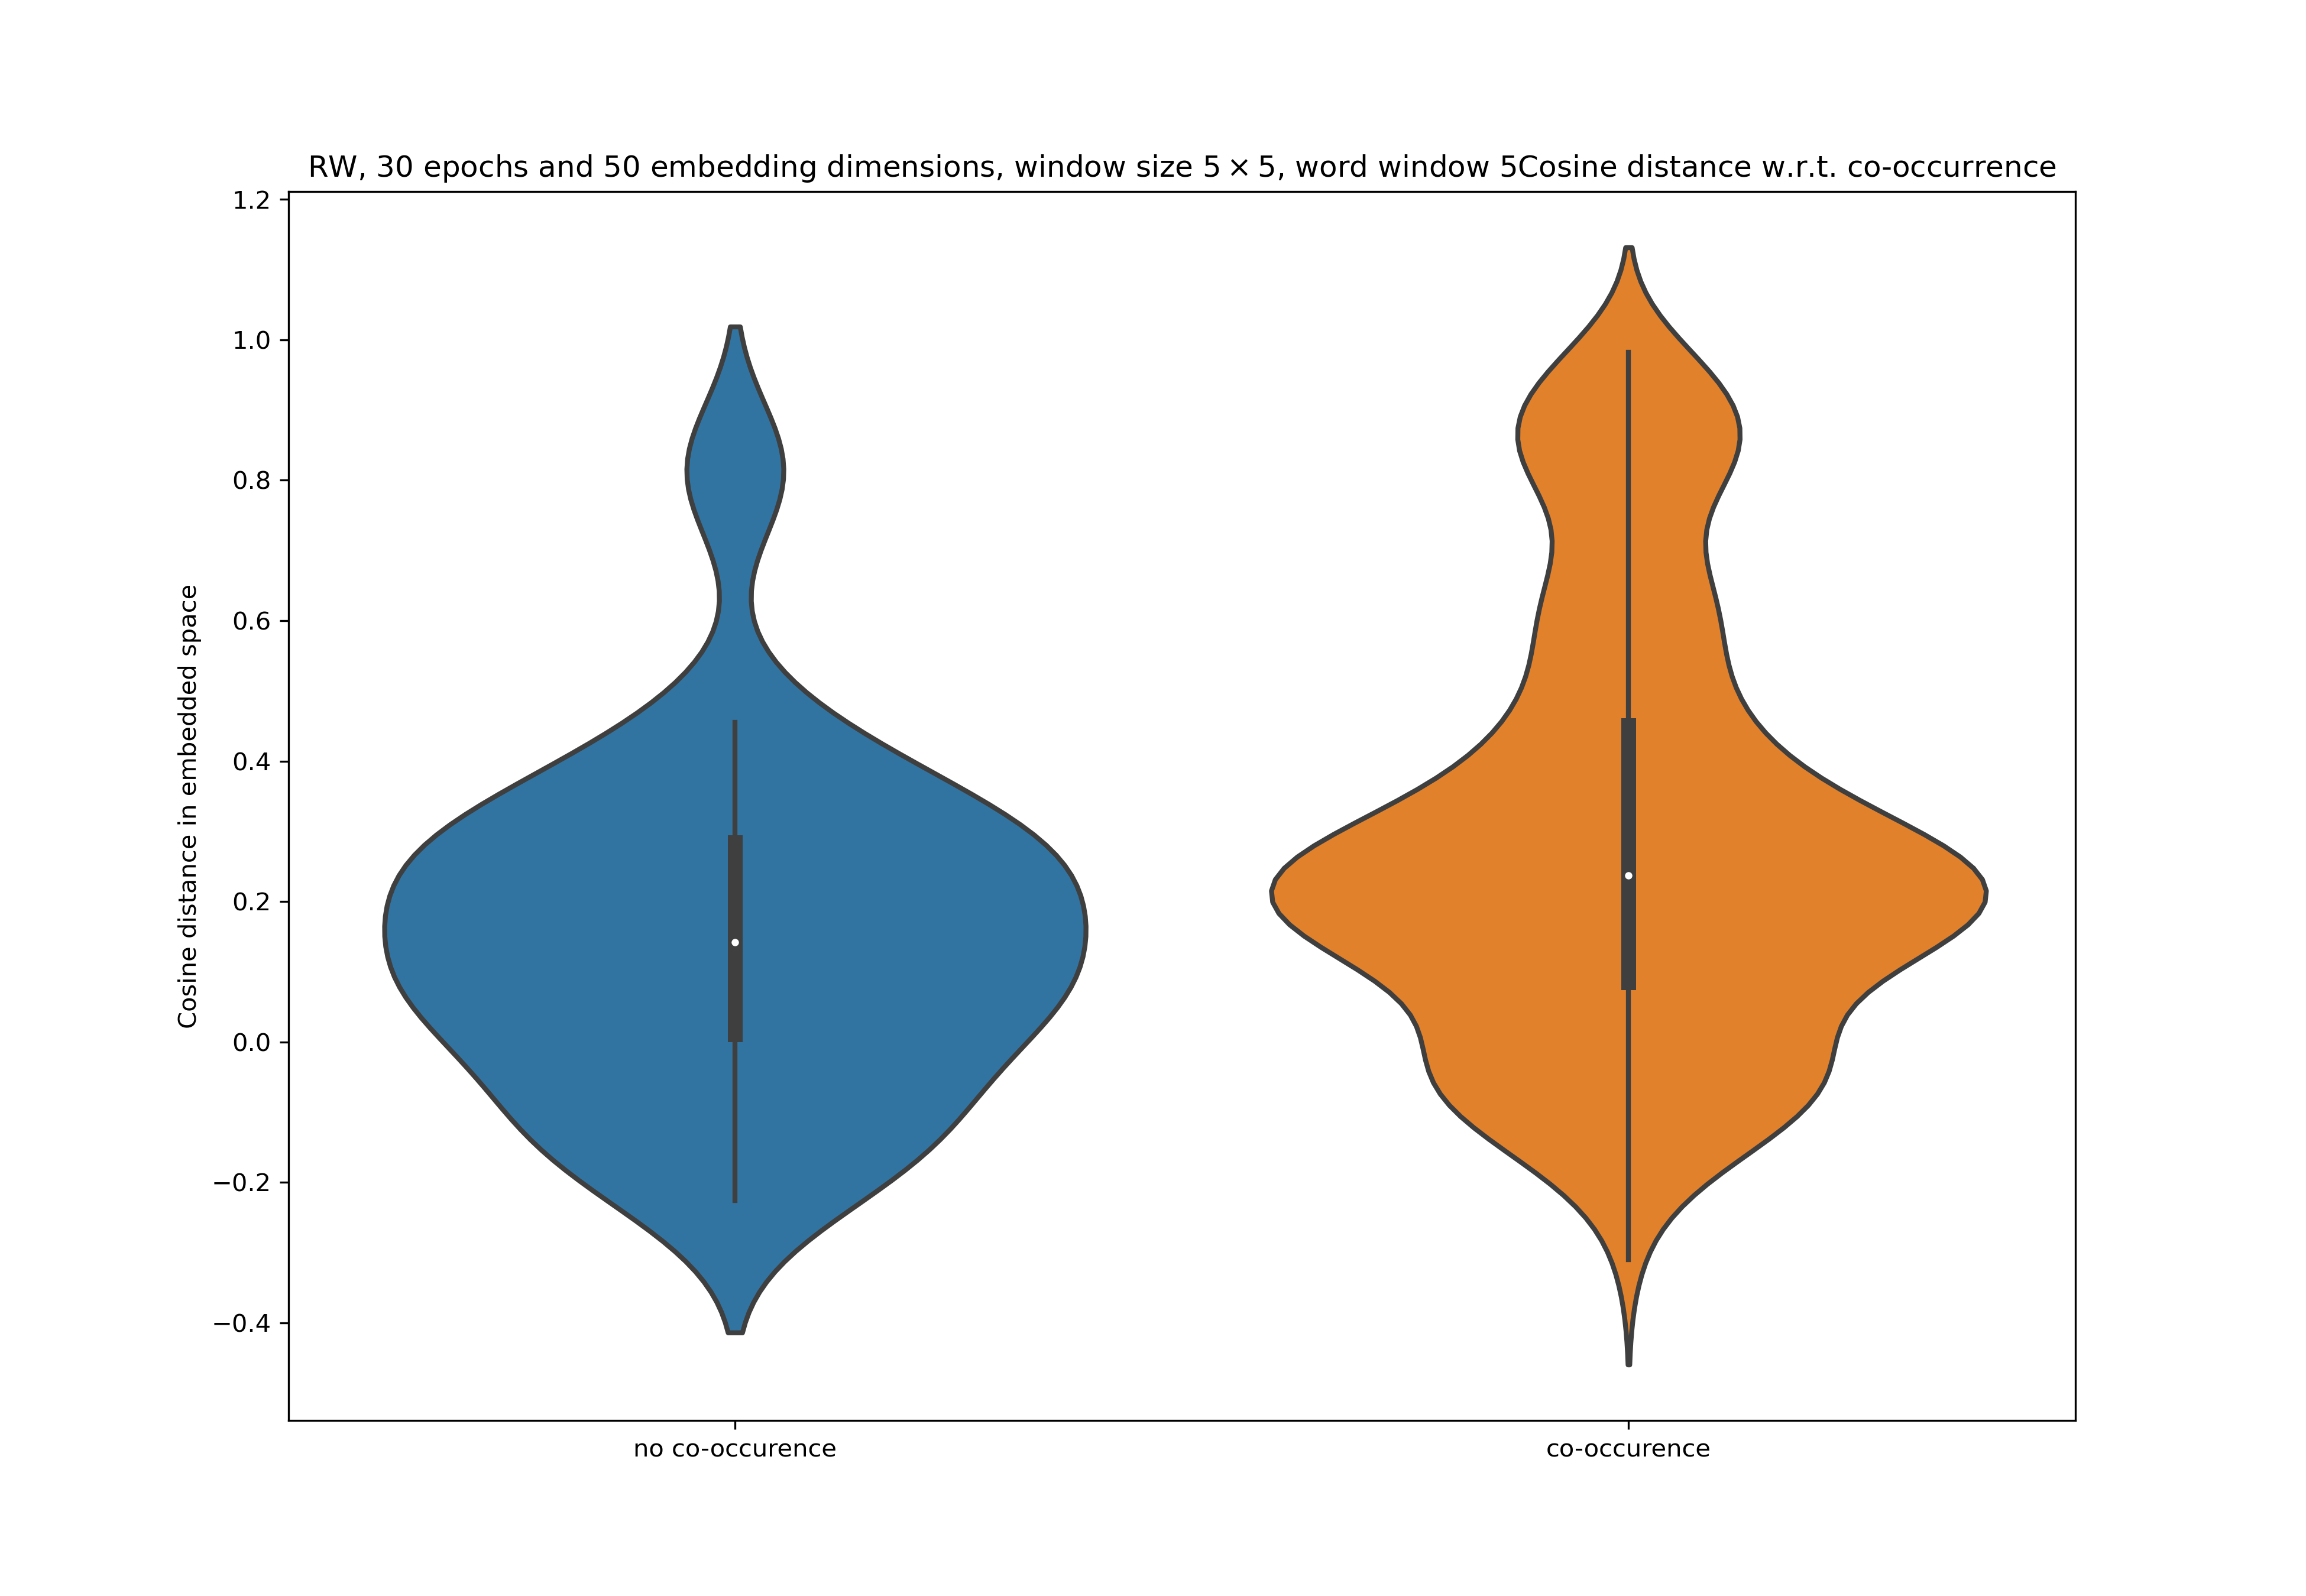 RW, 30 epochs and 50 embedding dimensions, window size 5 × 5, word window 5Cosine distance w.r.t. co-occurrence
1.2
1.0
0.8
0.6
0.4
0.2
0.0
−0.2
−0.4
Cosine distance in embedded space
no co-occurence
co-occurence